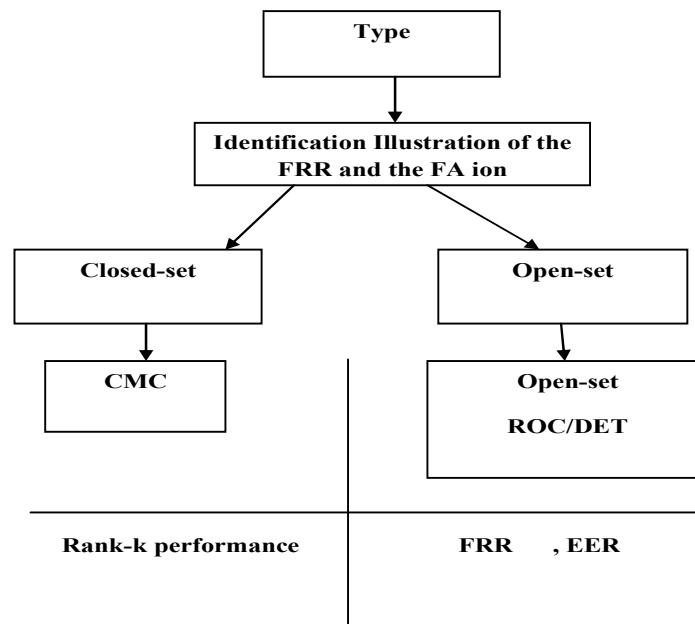 Type
Identification Illustration of the
FRR and the FA ion
Closed-set
Open-set
CMC
Open-set
ROC/DET
Rank-k performance
FRR , EER